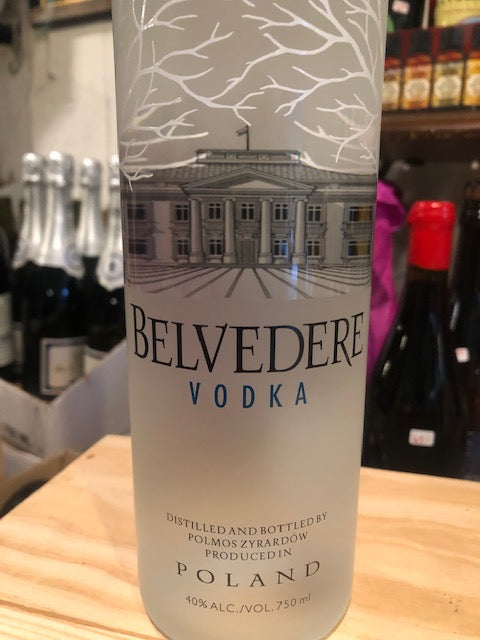 BELVEDERE
VODKA
DISTILLED AND BOTTLED BY
POLMOS ZYRARDÓW
PRODUCED IN
POLAND
40% ALC./VOL. 750 ml